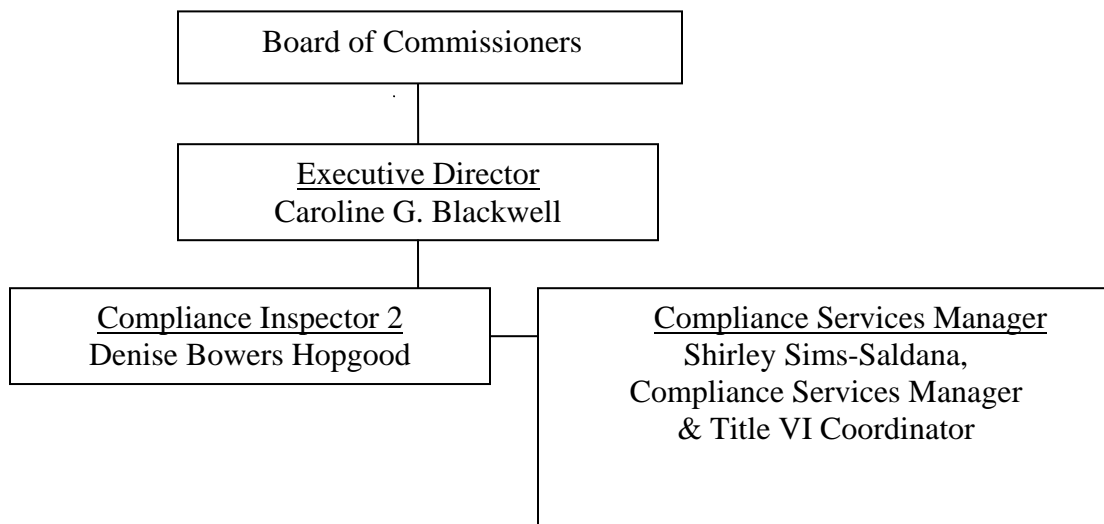 Board of Commissioners
Executive Director
Caroline G. Blackwell
Compliance Inspector 2
Denise Bowers Hopgood
Compliance Services Manager
Shirley Sims-Saldana,
Compliance Services Manager
& Title VI Coordinator